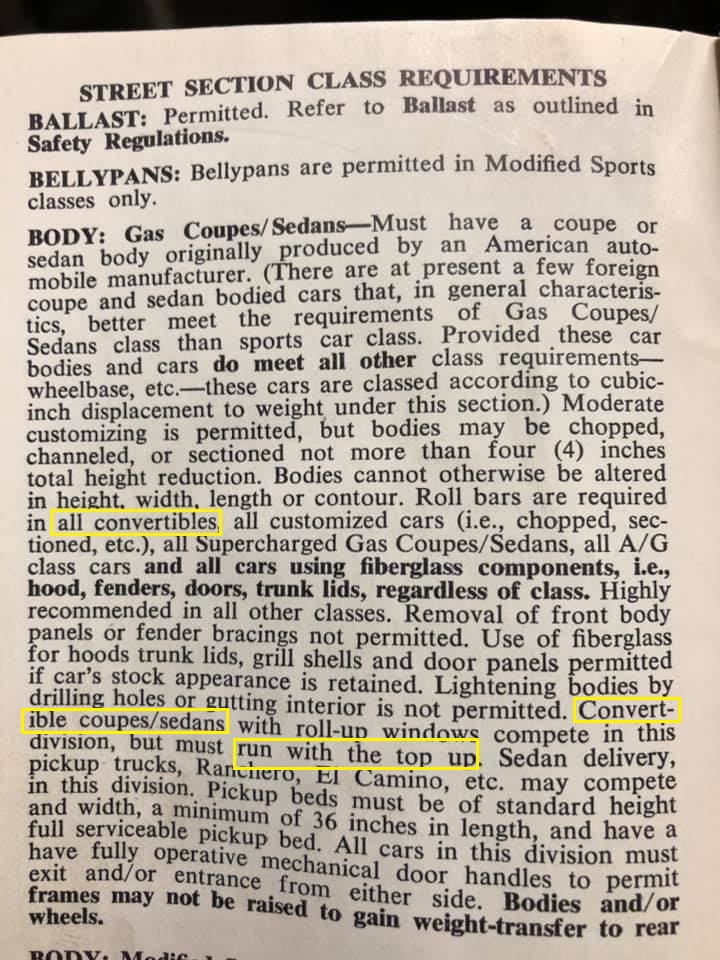 STREET SECTION CLASS REQUIREMENTS
BALLAST: Permitted. Refer to Ballast as outlined in
Safety Regulations.
BELLYPANS: Bellypans are permitted in Modified Sports
classes only.
BODY: Gas Coupes/Sedans—Must have a coupe or
sedan body originally produced by an American auto-
mobile manufacturer. (There are at present a few foreign
coupe and sedan bodied cars that, in general characteris-
tics, better meet the requirements of Gas Coupes/
Sedans class than sports car class. Provided these car
bodies and cars do meet all other class requirements—
wheelbase, etc.—these cars are classed according to cubic-
inch displacement to weight under this section.) Moderate
customizing is permitted, but bodies may be chopped,
channeled, or sectioned not more than four (4) inches
total height reduction. Bodies cannot otherwise be altered
in height, width, length or contour. Roll bars are required
in all convertibles, all customized cars (i.e., chopped, sec-
tioned, etc.), all Supercharged Gas Coupes/Sedans, all A/G
class cars and all cars using fiberglass components, i.e.,
hood, fenders, doors, trunk lids, regardless of class. Highly
recommended in all other classes. Removal of front body
panels or fender bracings not permitted. Use of fiberglass
for hoods trunk lids, grill shells and door panels permitted
if car's stock appearance is retained. Lightening bodies by
drilling holes or gutting interior is not permitted. Convert-
ible coupes/sedans with roll-up windows compete in this
division, but must run with the top up. Sedan delivery,
pickup trucks, Ranchero, El Camino, etc. may compete
in this division. Pickup beds must be of standard height
and width, a minimum of 36 inches in length, and have a
full serviceable pickup bed. All cars in this division must
have fully operative mechanical door handles to permit
exit and/or entrance from either side. Bodies and/or
frames may not be raised to gain weight-transfer to rear
wheels.
BODY: